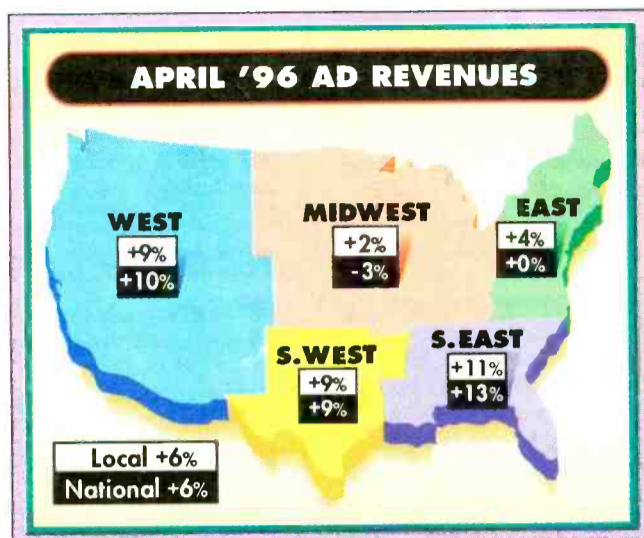 APRIL '96 AD REVENUES
WEST
+9%
+10%
MIDWEST
+2%
-3%
EAST
+4%
+0%
S.WEST
+9%
+9%
S.EAST
+11%
+13%
Local +6%
National +6%